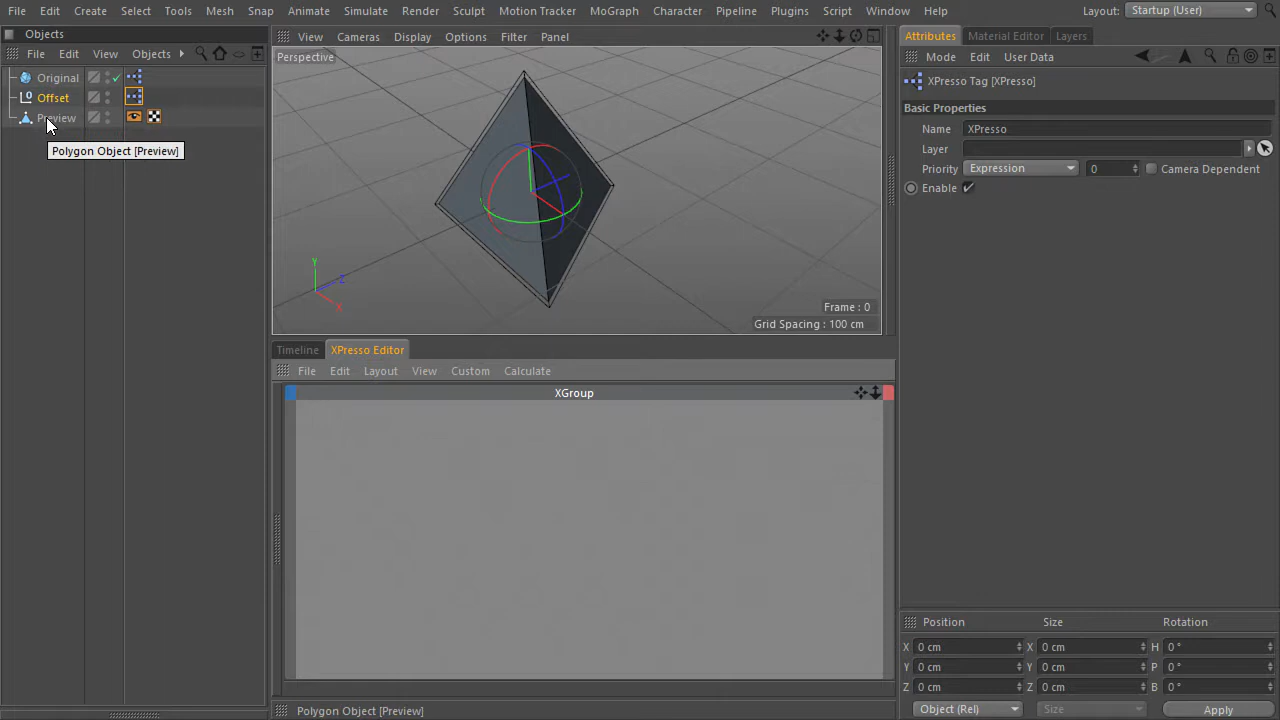 File Edit Create Select Tools Mesh Snap Animate Simulate Render Sculpt Motion Tracker MoGraph Character Pipeline Plugins Script Window Help Layout: Startup (User)
Objects
File Edit View Objects
Original
Offset
Preview
Polygon Object [Preview]
View Cameras Display Options Filter Panel
Perspective
Y
Z
X
Frame : 0
Grid Spacing : 100 cm
Timeline XPresso Editor
File Edit Layout View Custom Calculate
XGroup
Polygon Object [Preview]
Attributes Material Editor Layers
Mode Edit User Data
XPresso Tag [XPresso]
Basic Properties
Name XPresso
Layer
Priority Expression 0 Camera Dependent
Enable
Position Size Rotation
X 0 cm X 0 cm H 0 °
Y 0 cm Y 0 cm P 0 °
Z 0 cm Z 0 cm B 0 °
Object (Rel) Size Apply